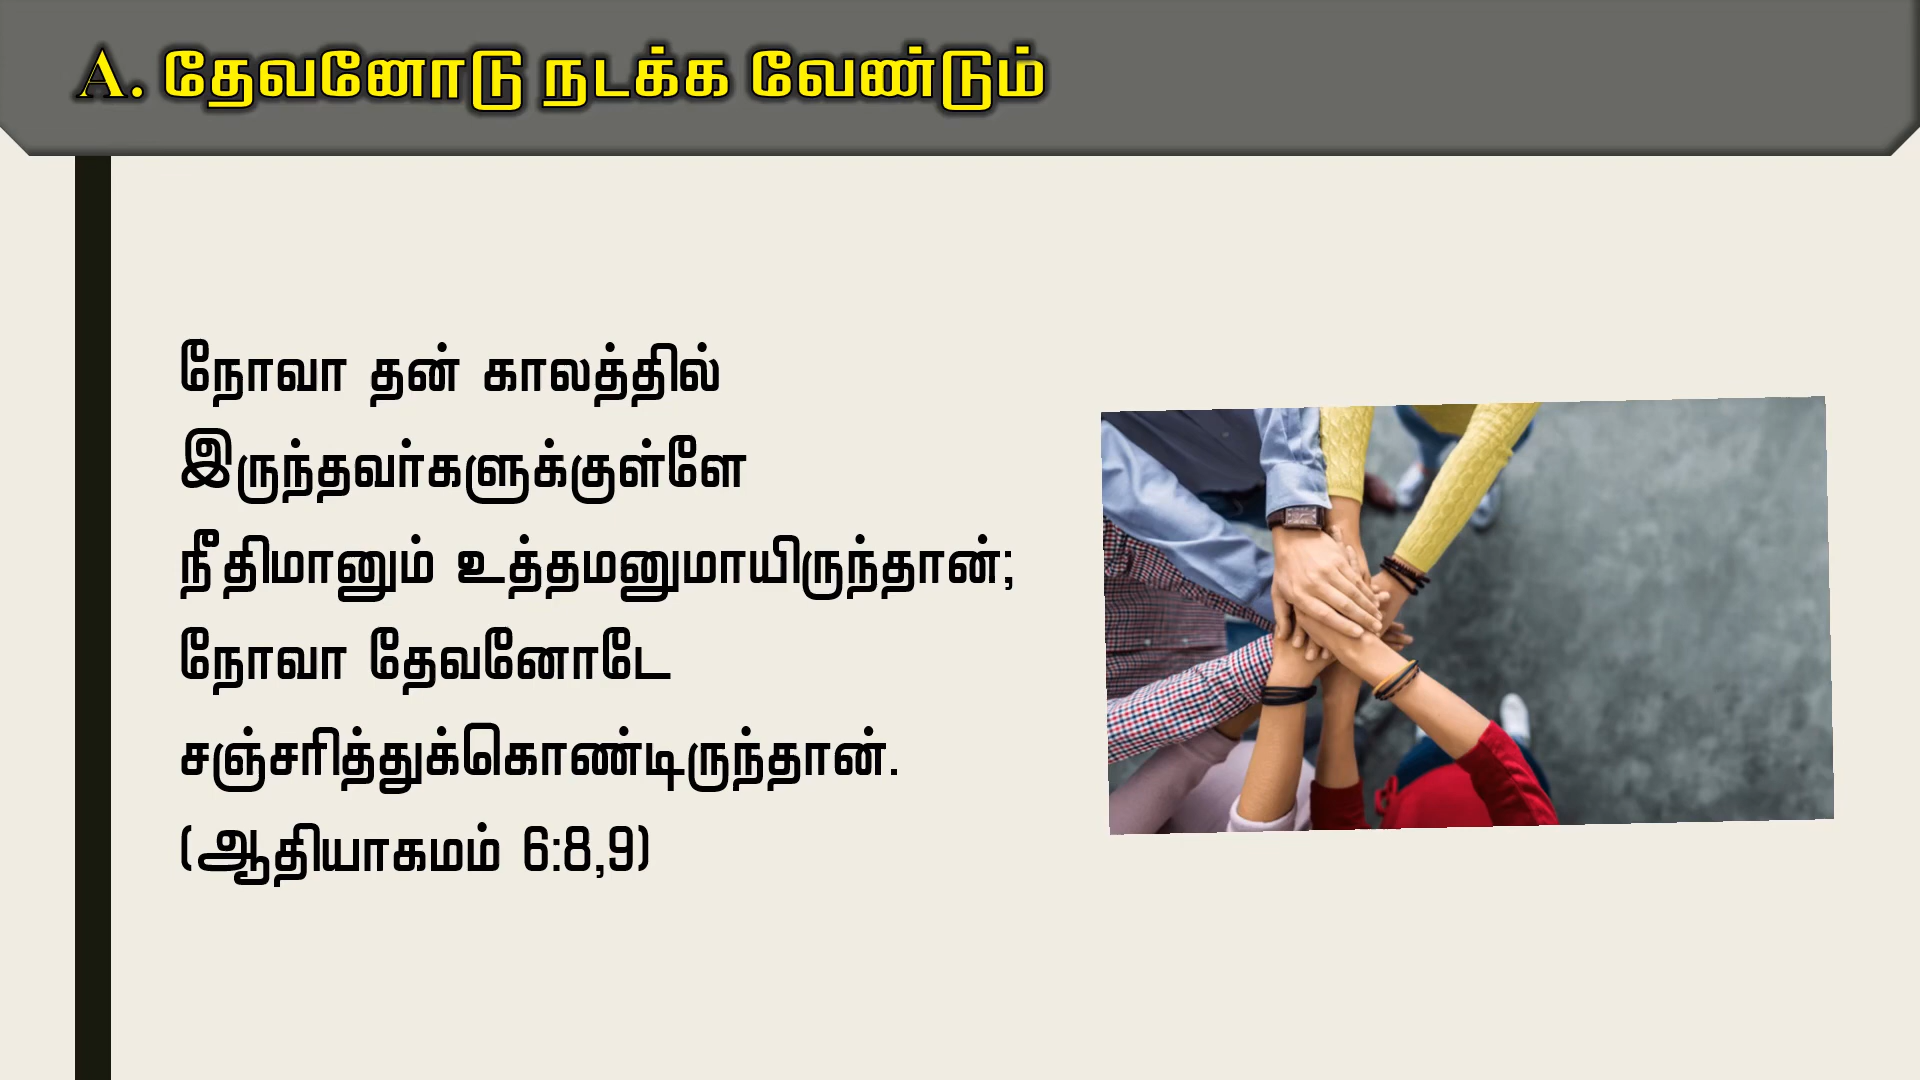 A. தேவனோடு நடக்க வேண்டும்
நோவா தன் காலத்தில்
இருந்தவர்களுக்குள்ளே
நீதிமானும் உத்தமனுமாயிருந்தான்;
நோவா தேவனோடே
சஞ்சரித்துக்கொண்டிருந்தான்.
(ஆதியாகமம் 6:8,9)